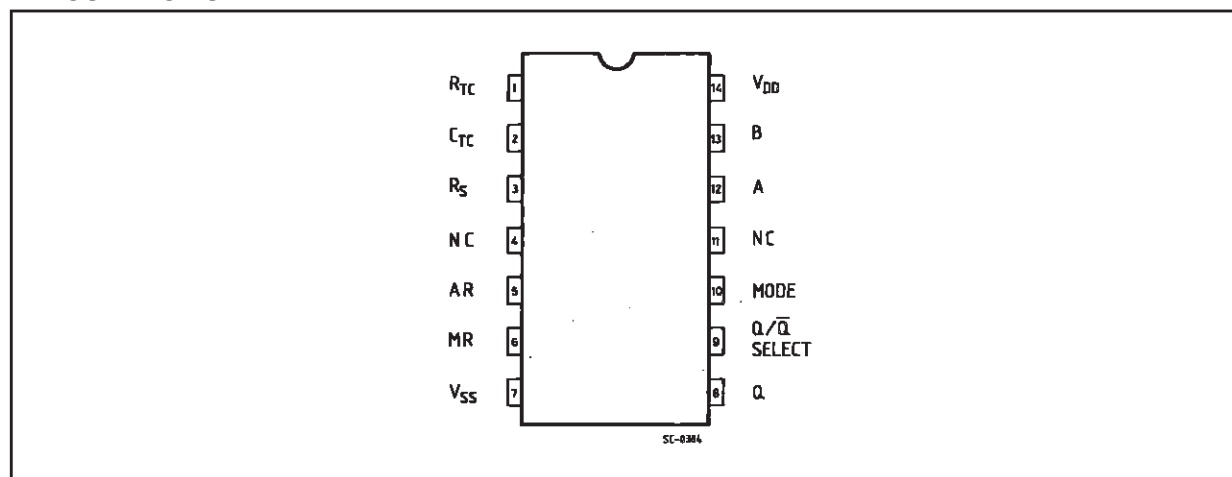 R_TC 1 14 V_DD
C_TC 2 13 B
R_S 3 12 A
NC 4 11 NC
AR 5 10 MODE
MR 6 9 Q/Q̅
SELECT
V_SS 7 8 Q
SC-0384